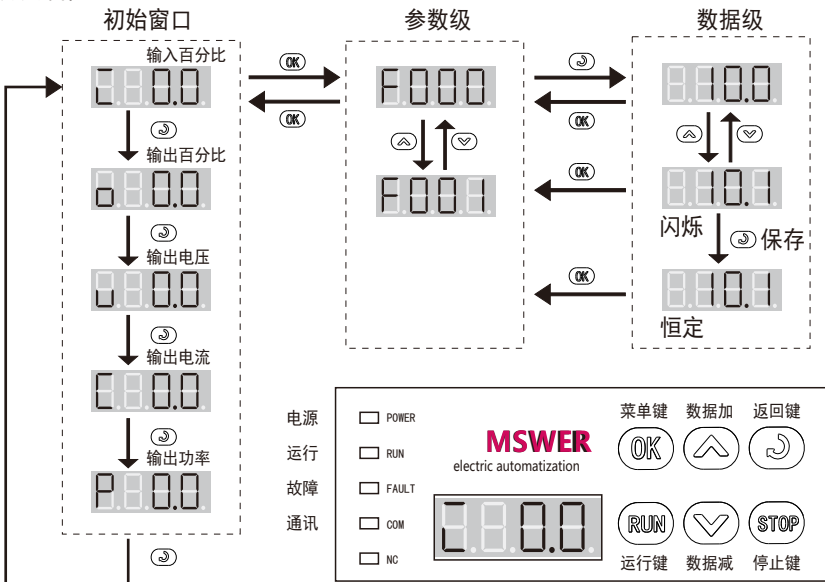 初始窗口
参数级
数据级
输入百分比
0.0
OK
OK
F000
OK
10.0
输出百分比
o 0.0
F001
OK
10.1
闪烁
保存
输出电压
u 0.0
OK
10.1
恒定
输出电流
C 0.0
输出功率
P 0.0
电源 POWER
运行 RUN
故障 FAULT
通讯 COM
NC
MSWER
electric automatization
0.0
菜单键 数据加 返回键
OK
RUN STOP
运行键 数据减 停止键